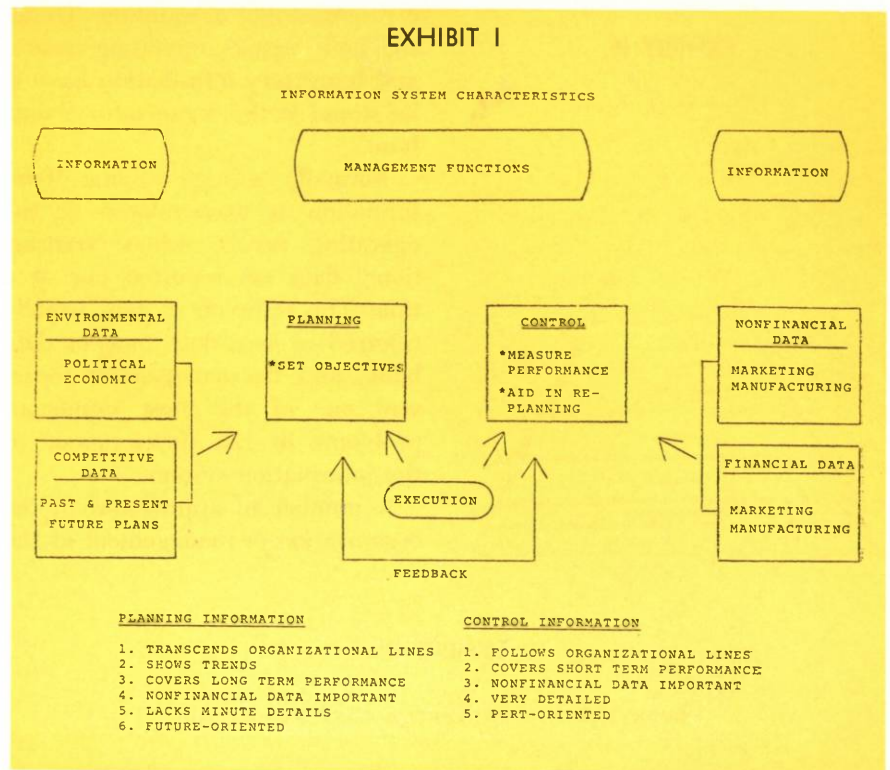 EXHIBIT I
INFORMATION SYSTEM CHARACTERISTICS
INFORMATION
MANAGEMENT FUNCTIONS
INFORMATION
ENVIRONMENTAL
DATA
POLITICAL
ECONOMIC
COMPETITIVE
DATA
PAST & PRESENT
FUTURE PLANS
PLANNING
*SET OBJECTIVES
CONTROL
*MEASURE
PERFORMANCE
*AID IN RE-
PLANNING
NONFINANCIAL
DATA
MARKETING
MANUFACTURING
FINANCIAL DATA
MARKETING
MANUFACTURING
EXECUTION
FEEDBACK
PLANNING INFORMATION
1. TRANSCENDS ORGANIZATIONAL LINES
2. SHOWS TRENDS
3. COVERS LONG TERM PERFORMANCE
4. NONFINANCIAL DATA IMPORTANT
5. LACKS MINUTE DETAILS
6. FUTURE-ORIENTED
CONTROL INFORMATION
1. FOLLOWS ORGANIZATIONAL LINES
2. COVERS SHORT TERM PERFORMANCE
3. NONFINANCIAL DATA IMPORTANT
4. VERY DETAILED
5. PERT-ORIENTED